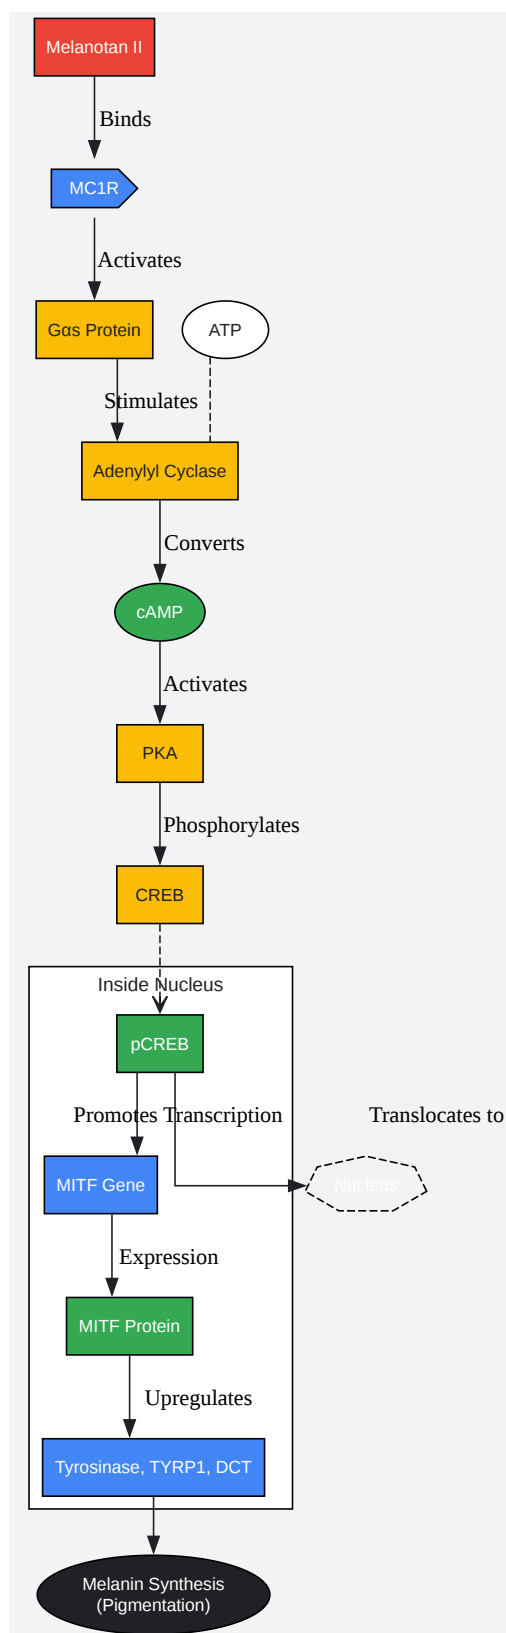 Melanotan II
Binds
MC1R
Activates
Gαs Protein
ATP
Stimulates
Adenylyl Cyclase
Converts
cAMP
Activates
PKA
Phosphorylates
CREB
Inside Nucleus
pCREB
Promotes Transcription
Translocates to
MITF Gene
Nucleus
Expression
MITF Protein
Upregulates
Tyrosinase, TYRP1, DCT
Melanin Synthesis
(Pigmentation)